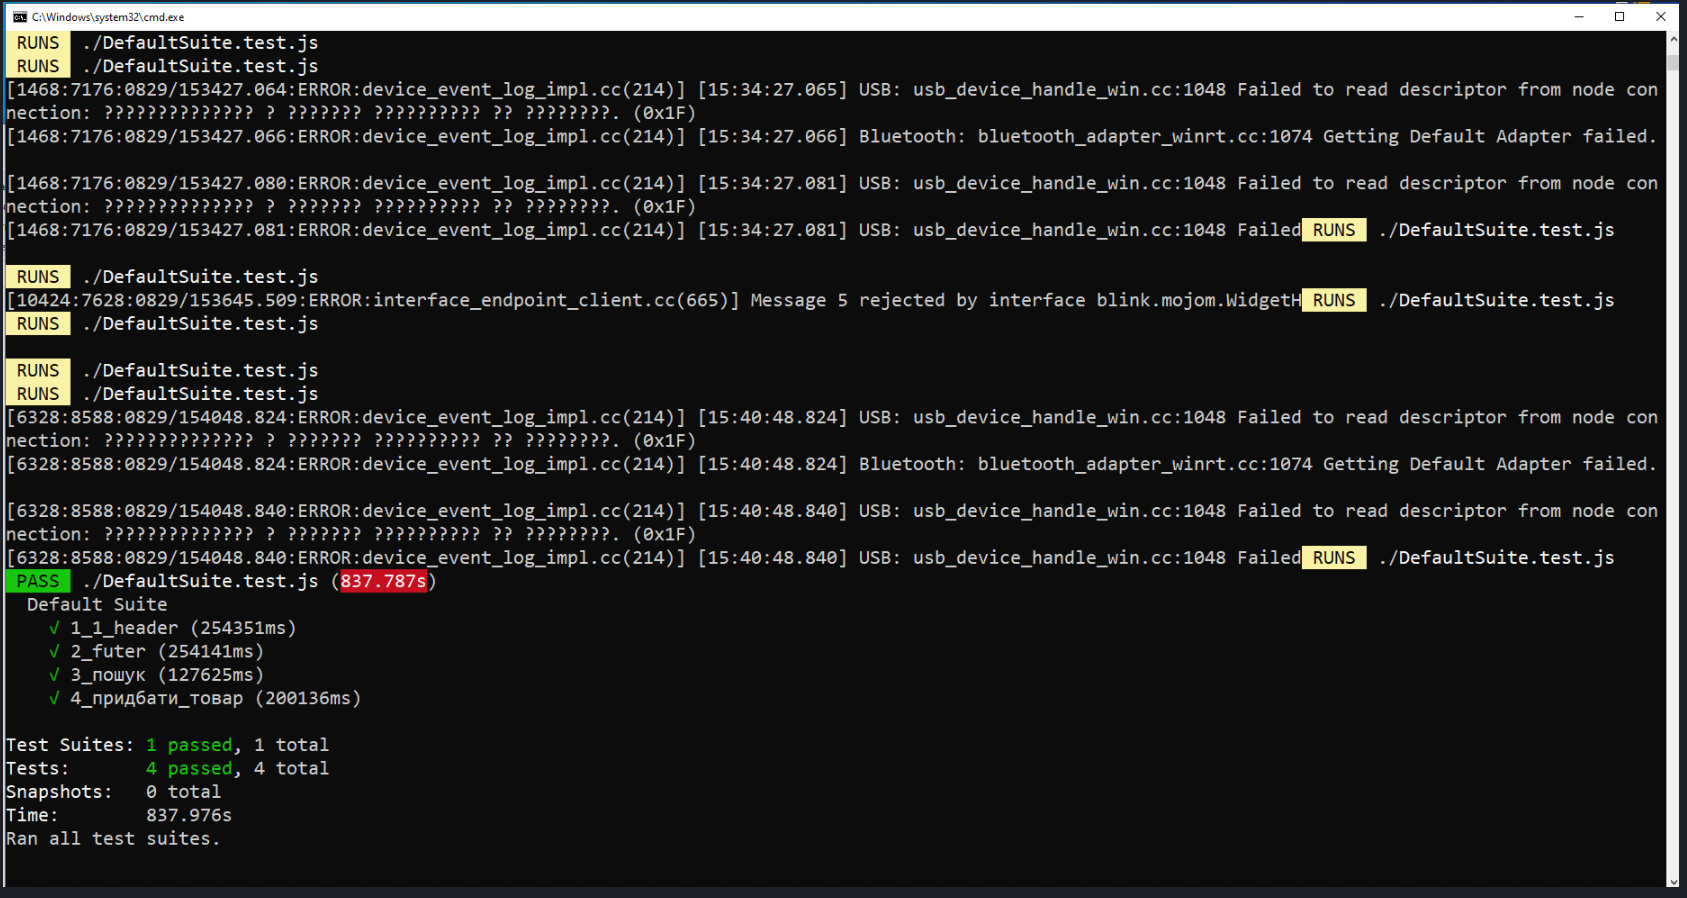 C:\Windows\system32\cmd.exe
RUNS ./DefaultSuite.test.js
RUNS ./DefaultSuite.test.js
[1468:7176:0829/153427.064:ERROR:device_event_log_impl.cc(214)] [15:34:27.065] USB: usb_device_handle_win.cc:1048 Failed to read descriptor from node con
nection: ?????????????? ? ??????? ?????????? ?? ????????. (0x1F)
[1468:7176:0829/153427.066:ERROR:device_event_log_impl.cc(214)] [15:34:27.066] Bluetooth: bluetooth_adapter_winrt.cc:1074 Getting Default Adapter failed.
[1468:7176:0829/153427.080:ERROR:device_event_log_impl.cc(214)] [15:34:27.081] USB: usb_device_handle_win.cc:1048 Failed to read descriptor from node con
nection: ?????????????? ? ??????? ?????????? ?? ????????. (0x1F)
[1468:7176:0829/153427.081:ERROR:device_event_log_impl.cc(214)] [15:34:27.081] USB: usb_device_handle_win.cc:1048 Failed RUNS ./DefaultSuite.test.js
RUNS ./DefaultSuite.test.js
[10424:7628:0829/153645.509:ERROR:interface_endpoint_client.cc(665)] Message 5 rejected by interface blink.mojom.WidgetH RUNS ./DefaultSuite.test.js
RUNS ./DefaultSuite.test.js
RUNS ./DefaultSuite.test.js
RUNS ./DefaultSuite.test.js
[6328:8588:0829/154048.824:ERROR:device_event_log_impl.cc(214)] [15:40:48.824] USB: usb_device_handle_win.cc:1048 Failed to read descriptor from node con
nection: ?????????????? ? ??????? ?????????? ?? ????????. (0x1F)
[6328:8588:0829/154048.824:ERROR:device_event_log_impl.cc(214)] [15:40:48.824] Bluetooth: bluetooth_adapter_winrt.cc:1074 Getting Default Adapter failed.
[6328:8588:0829/154048.840:ERROR:device_event_log_impl.cc(214)] [15:40:48.840] USB: usb_device_handle_win.cc:1048 Failed to read descriptor from node con
nection: ?????????????? ? ??????? ?????????? ?? ????????. (0x1F)
[6328:8588:0829/154048.840:ERROR:device_event_log_impl.cc(214)] [15:40:48.840] USB: usb_device_handle_win.cc:1048 Failed RUNS ./DefaultSuite.test.js
PASS ./DefaultSuite.test.js (837.787s)
Default Suite
√ 1_1_header (254351ms)
√ 2_futer (254141ms)
√ 3_пошук (127625ms)
√ 4_придбати_товар (200136ms)
Test Suites: 1 passed, 1 total
Tests: 4 passed, 4 total
Snapshots: 0 total
Time: 837.976s
Ran all test suites.